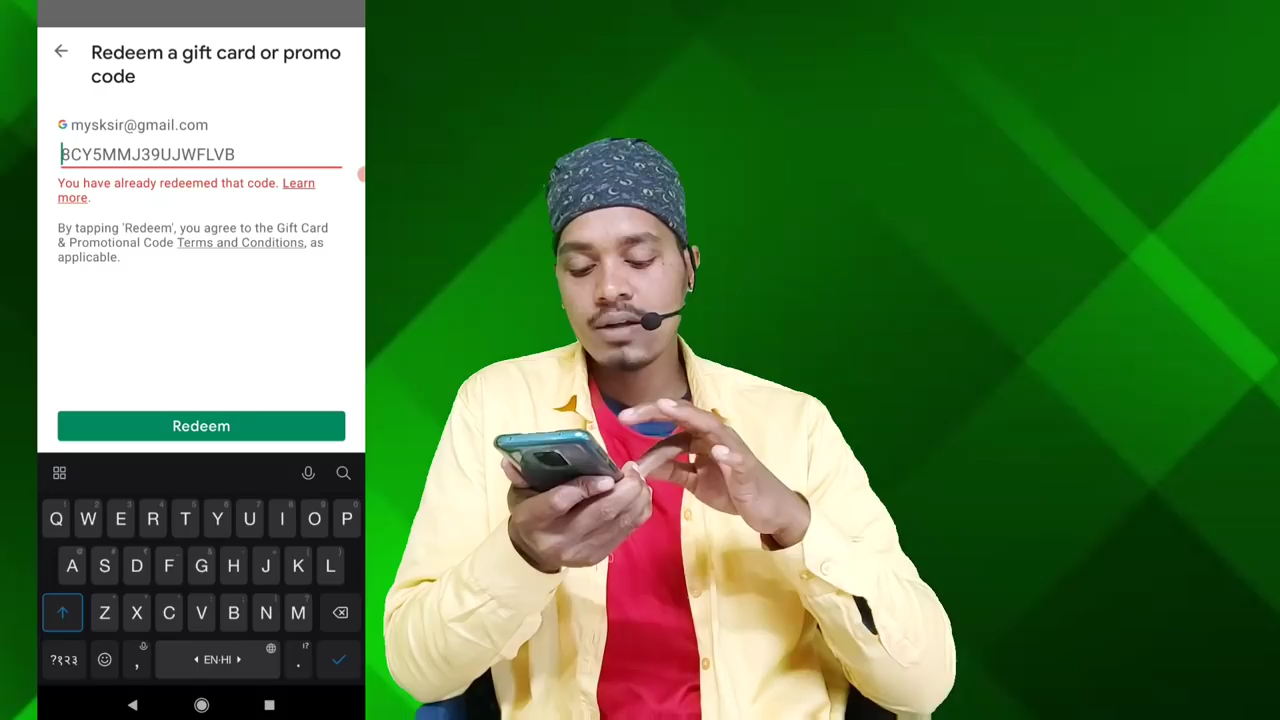 Redeem a gift card or promo
code
mysksir@gmail.com
8CY5MMJ39UJWFLVB
You have already redeemed that code. Learn
more.
By tapping 'Redeem', you agree to the Gift Card
& Promotional Code Terms and Conditions, as
applicable.
Redeem
Q W E R T Y U I O P
A S D F G H J K L
Z X C V B N M
?१२३ , EN·HI .